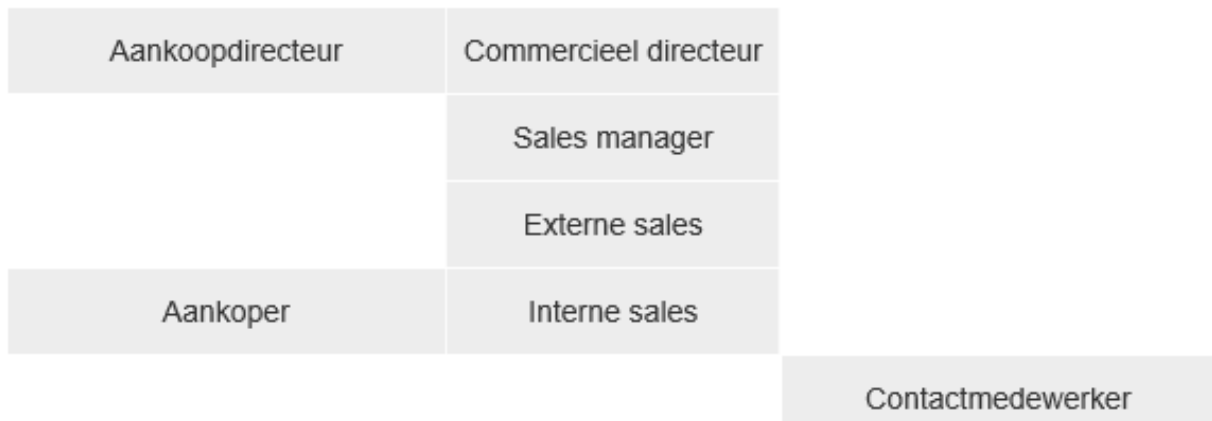 Aankoopdirecteur Commercieel directeur
Sales manager
Externe sales
Aankoper Interne sales
Contactmedewerker